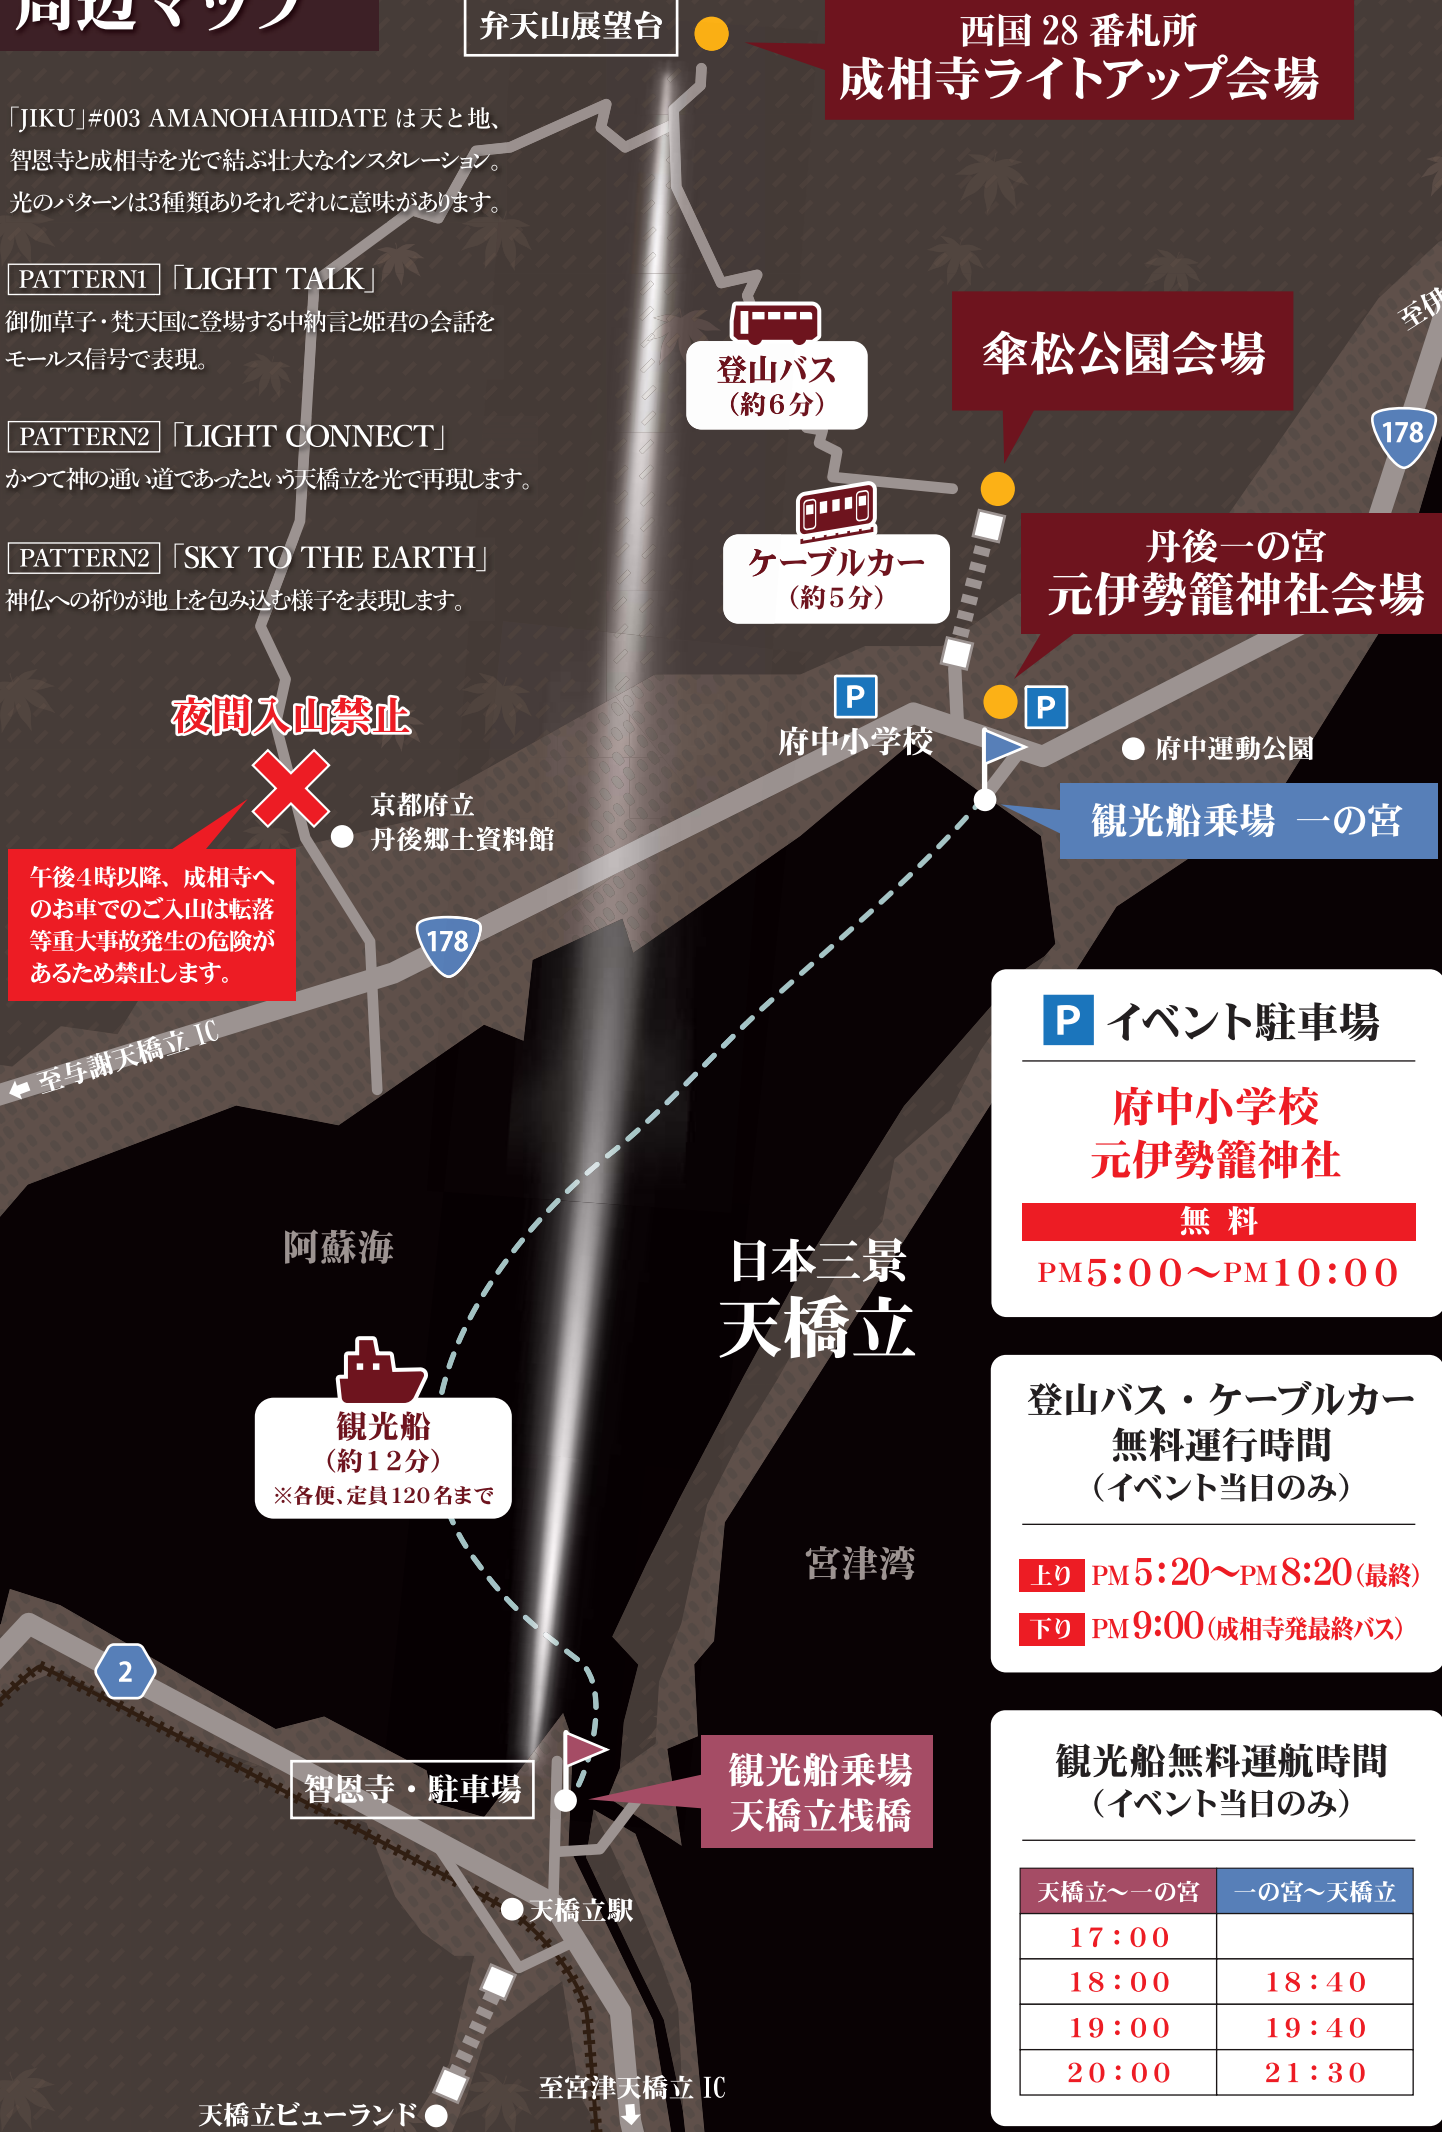 周辺マップ
弁天山展望台
西国 28 番札所
成相寺ライトアップ会場
「JIKU」#003 AMANOHAHIDATE は天と地、
智恩寺と成相寺を光で結ぶ壮大なインスタレーション。
光のパターンは3種類ありそれぞれに意味があります。
PATTERN1 「LIGHT TALK」
御伽草子・梵天国に登場する中納言と姫君の会話を
モールス信号で表現。
PATTERN2 「LIGHT CONNECT」
かつて神の通い道であったという天橋立を光で再現します。
PATTERN2 「SKY TO THE EARTH」
神仏への祈りが地上を包み込む様子を表現します。
登山バス
（約6分）
傘松公園会場
至伊
178
ケーブルカー
（約5分）
丹後一の宮
元伊勢籠神社会場
P
府中小学校
P
府中運動公園
観光船乗場 一の宮
夜間入山禁止
京都府立
丹後郷土資料館
午後4時以降、成相寺へ
のお車でのご入山は転落
等重大事故発生の危険が
あるため禁止します。
178
至与謝天橋立 IC
P イベント駐車場
府中小学校
元伊勢籠神社
無 料
PM5:00〜PM10:00
阿蘇海
日本三景
天橋立
観光船
（約12分）
※各便、定員120名まで
宮津湾
登山バス・ケーブルカー
無料運行時間
（イベント当日のみ）
上り PM5:20〜PM8:20（最終）
下り PM9:00（成相寺発最終バス）
2
智恩寺・駐車場
観光船乗場
天橋立桟橋
天橋立駅
至宮津天橋立 IC
天橋立ビューランド
観光船無料運航時間
（イベント当日のみ）
天橋立〜一の宮 一の宮〜天橋立
17：00
18：00 18：40
19：00 19：40
20：00 21：30